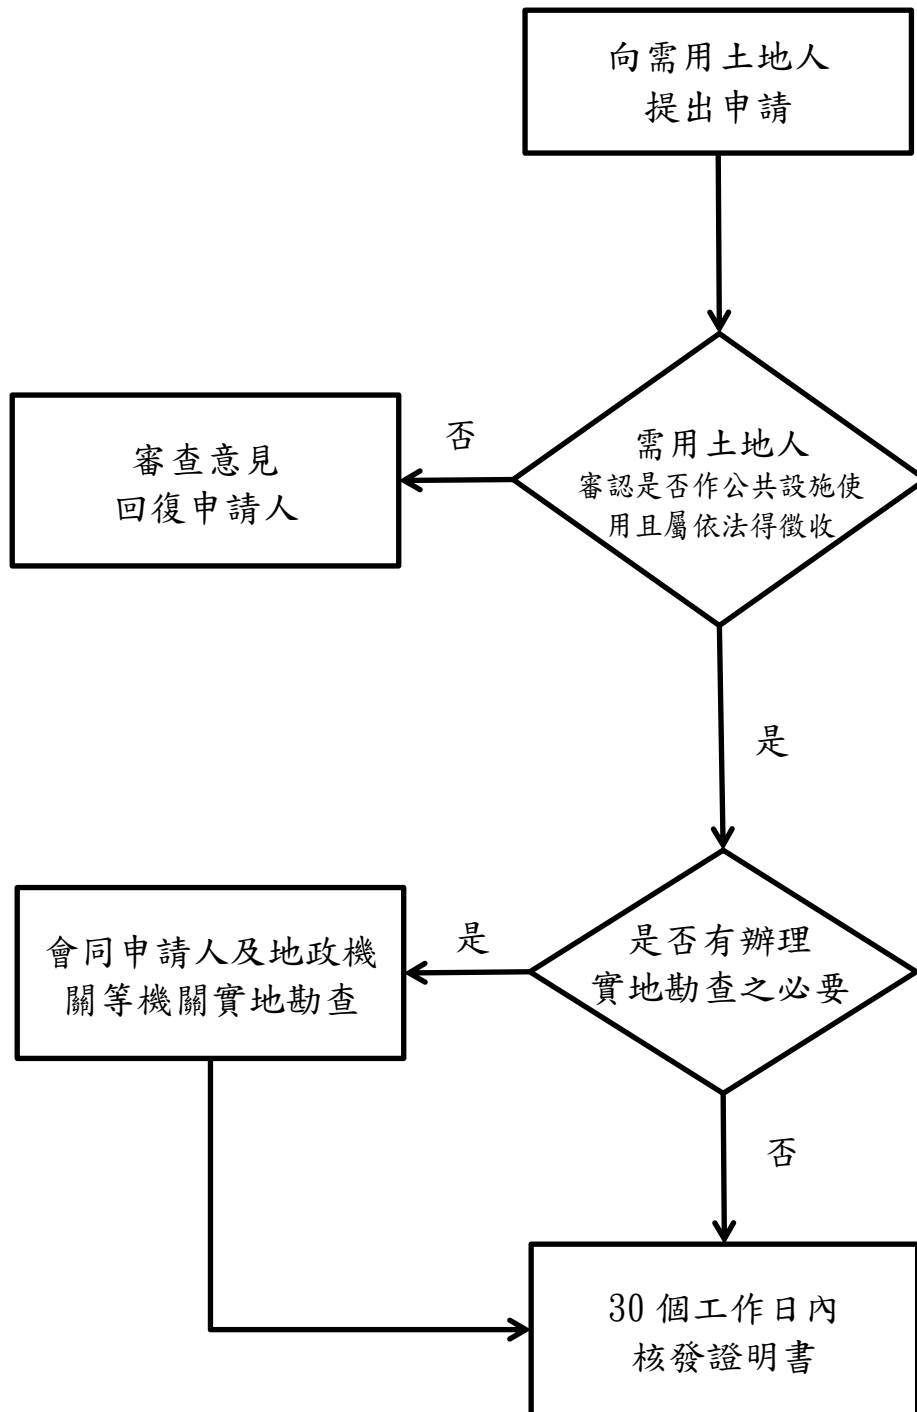 向需用土地人
提出申請
否
需用土地人
審認是否作公共設施使
用且屬依法得徵收
審查意見
回復申請人
是
是否有辦理
實地勘查之必要
是
會同申請人及地政機
關等機關實地勘查
否
30 個工作日內
核發證明書